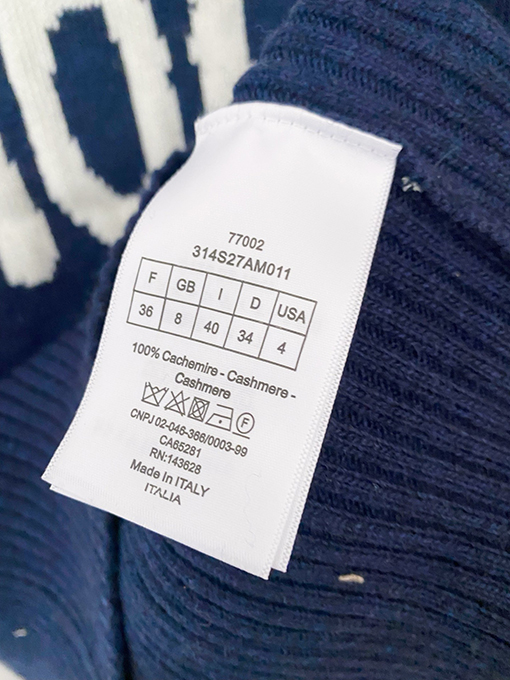 77002
314S27AM011
F GB I D USA
36 8 40 34 4
100% Cachemire - Cashmere -
Cashmere
F
CNPJ 02-046-366/0003-99
CA65281
RN:143628
Made In ITALY
ITALIA